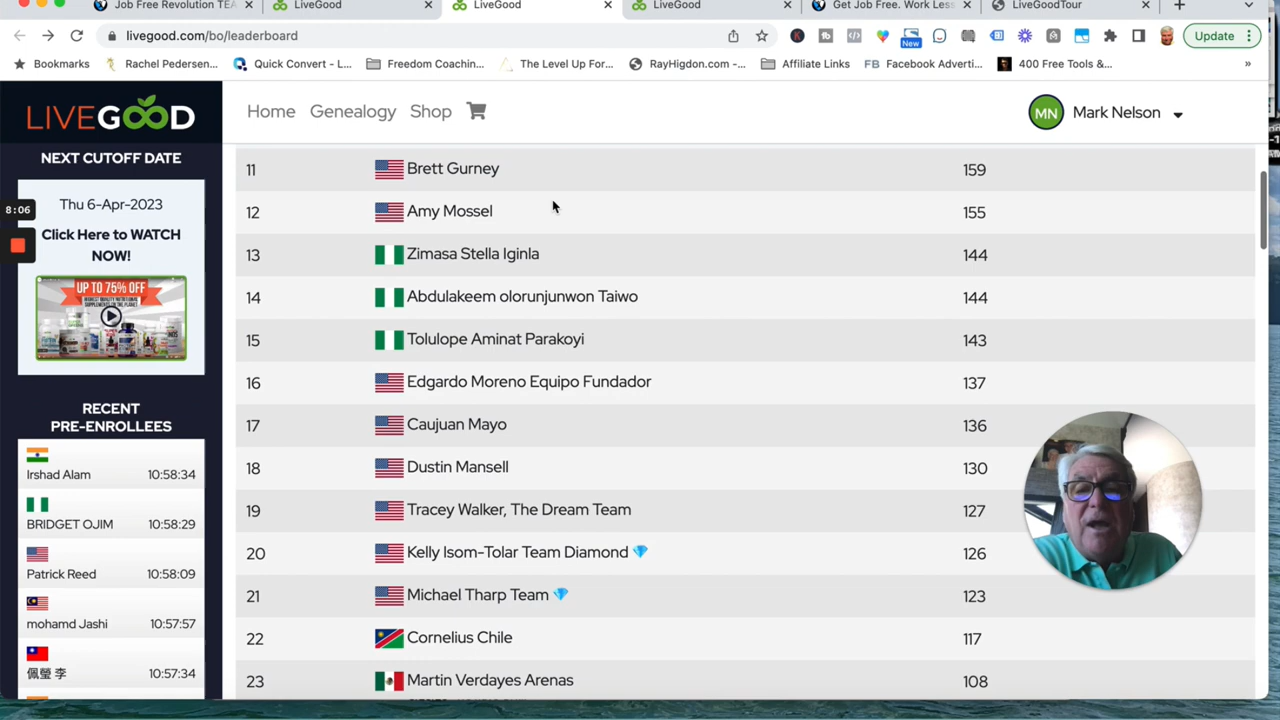 Job Free Revolution TEA
LiveGood
LiveGood
LiveGood
Get Job Free. Work Les
LiveGoodTour
livegood.com/bo/leaderboard
New
Update
Bookmarks
Rachel Pedersen...
Quick Convert - L...
Freedom Coachin...
The Level Up For...
RayHigdon.com -...
Affiliate Links
FB Facebook Adverti...
400 Free Tools &...
»
LIVEGOOD
Home
Genealogy
Shop
MN
Mark Nelson
NEXT CUTOFF DATE
Thu 6-Apr-2023
Click Here to WATCH
NOW!
UP TO 75% OFF
8:06
RECENT
PRE-ENROLLEES
Irshad Alam 10:58:34
BRIDGET OJIM 10:58:29
Patrick Reed 10:58:09
mohamd Jashi 10:57:57
佩瑩 李 10:57:34
11 Brett Gurney 159
12 Amy Mossel 155
13 Zimasa Stella Iginla 144
14 Abdulakeem olorunjunwon Taiwo 144
15 Tolulope Aminat Parakoyi 143
16 Edgardo Moreno Equipo Fundador 137
17 Caujuan Mayo 136
18 Dustin Mansell 130
19 Tracey Walker, The Dream Team 127
20 Kelly Isom-Tolar Team Diamond 126
21 Michael Tharp Team 123
22 Cornelius Chile 117
23 Martin Verdayes Arenas 108